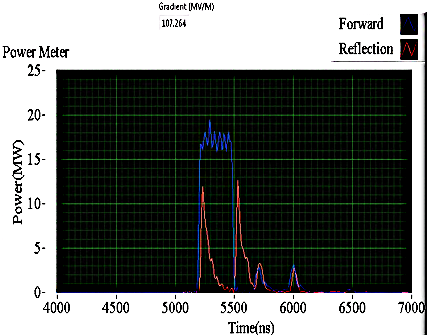 Gradient (MV/M)
107.264
Forward
Reflection
Power Meter
25-
20-
15-
10-
5-
0-
Power(MW)
4000 5000 5500 6000 6500 7000
Time(ns)